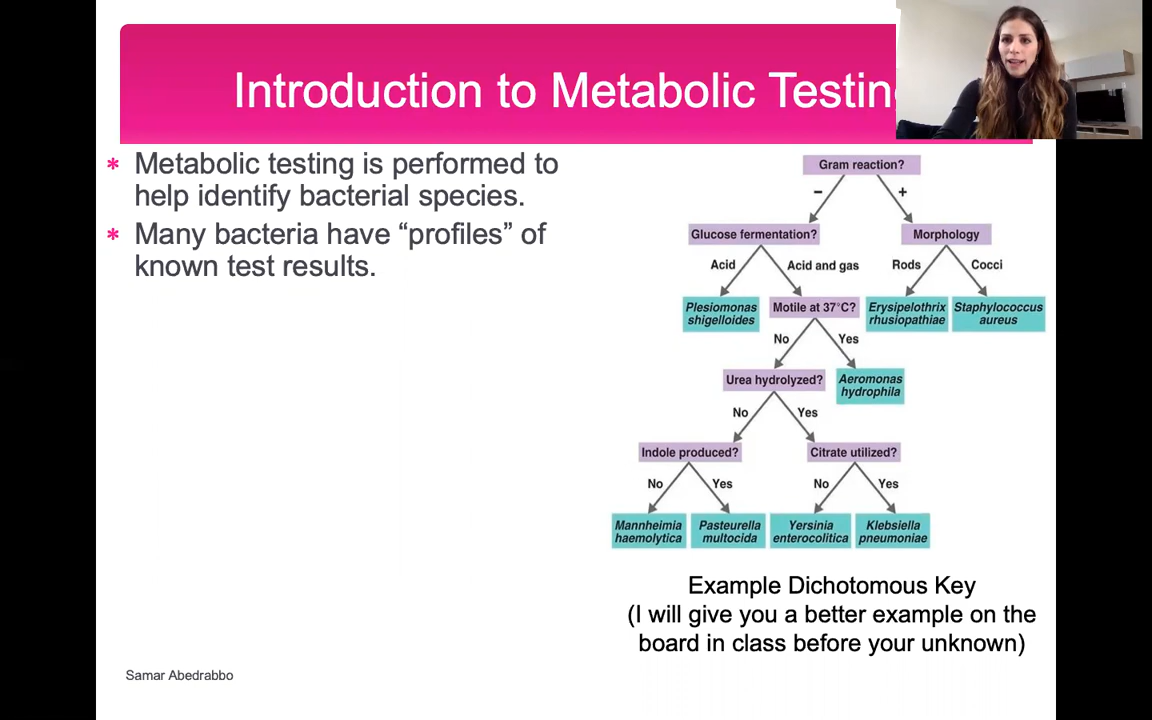 Introduction to Metabolic Testin
* Metabolic testing is performed to
help identify bacterial species.
* Many bacteria have “profiles” of
known test results.
Gram reaction?
− +
Glucose fermentation? Morphology
Acid Acid and gas Rods Cocci
Plesiomonas shigelloides
Motile at 37°C?
Erysipelothrix rhusiopathiae
Staphylococcus aureus
No Yes
Urea hydrolyzed?
Aeromonas hydrophila
No Yes
Indole produced? Citrate utilized?
No Yes No Yes
Mannheimia haemolytica
Pasteurella multocida
Yersinia enterocolitica
Klebsiella pneumoniae
Example Dichotomous Key
(I will give you a better example on the
board in class before your unknown)
Samar Abedrabbo